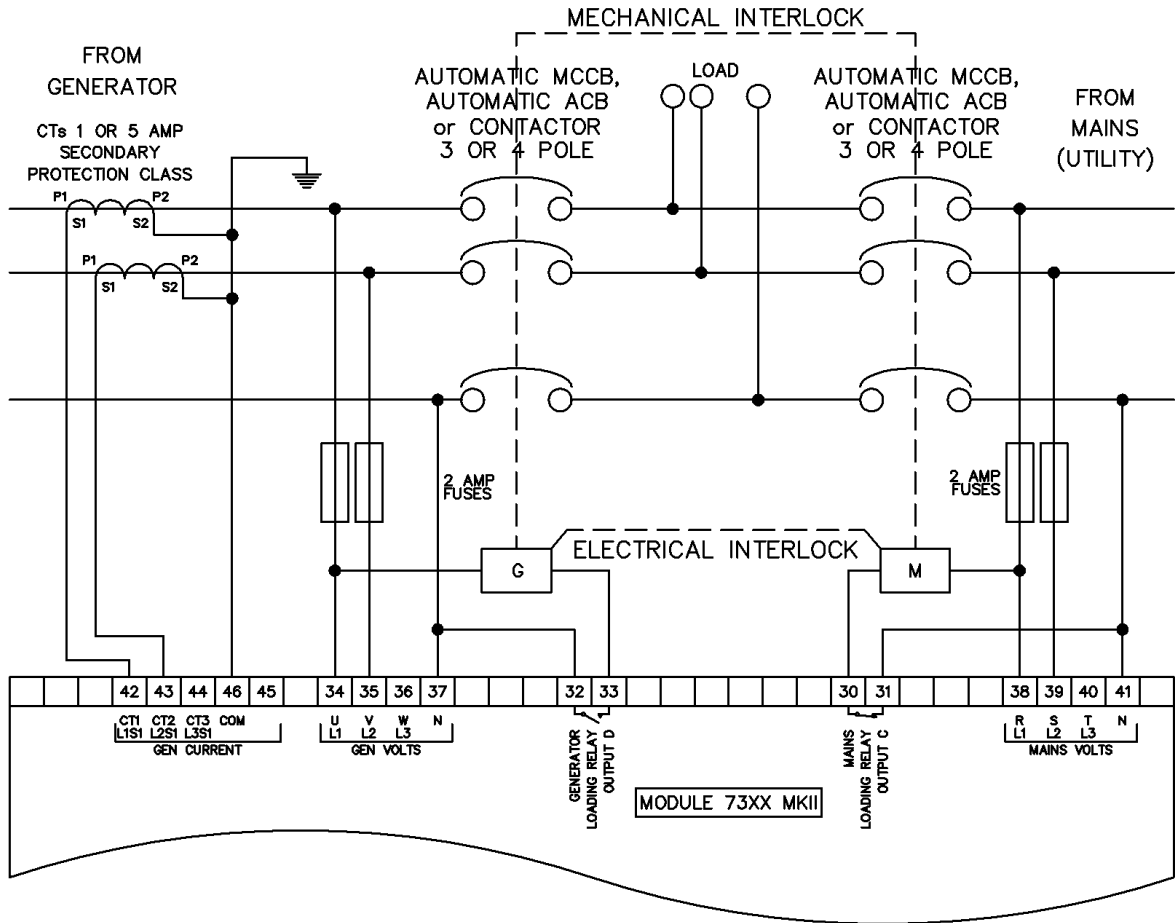 MECHANICAL INTERLOCK
FROM
GENERATOR
CTs 1 OR 5 AMP
SECONDARY
PROTECTION CLASS
AUTOMATIC MCCB,
AUTOMATIC ACB
or CONTACTOR
3 OR 4 POLE
LOAD
AUTOMATIC MCCB,
AUTOMATIC ACB
or CONTACTOR
3 OR 4 POLE
FROM
MAINS
(UTILITY)
P1 P2
S1 S2
P1 P2
S1 S2
2 AMP
FUSES
2 AMP
FUSES
ELECTRICAL INTERLOCK
G
M
42 43 44 46 45 34 35 36 37 32 33 30 31 38 39 40 41
CT1 CT2 CT3 COM
L1S1 L2S1 L3S1
GEN CURRENT
U V W N
L1 L2 L3
GEN VOLTS
GENERATOR
LOADING RELAY
OUTPUT D
MAINS
LOADING RELAY
OUTPUT C
R S T N
L1 L2 L3
MAINS VOLTS
MODULE 73XX MKII